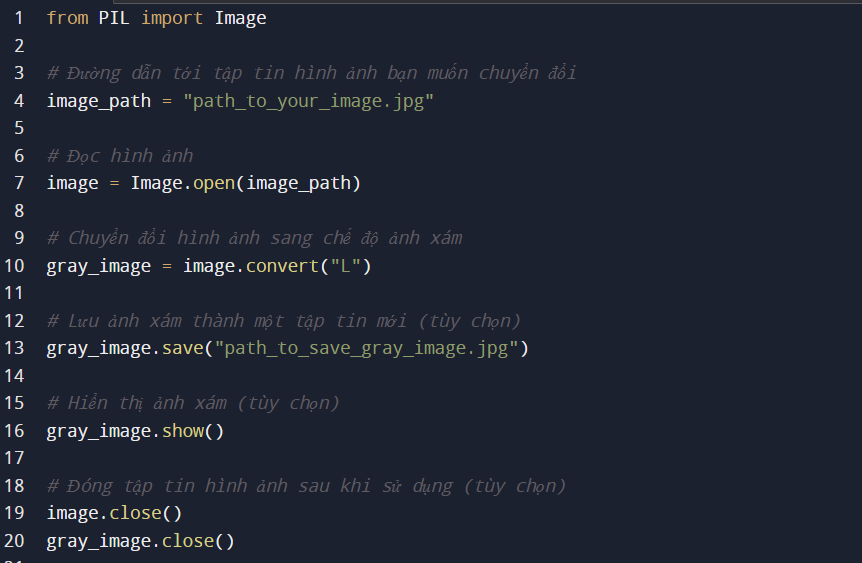 1 from PIL import Image
2
3 # Đường dẫn tới tập tin hình ảnh bạn muốn chuyển đổi
4 image_path = "path_to_your_image.jpg"
5
6 # Đọc hình ảnh
7 image = Image.open(image_path)
8
9 # Chuyển đổi hình ảnh sang chế độ ảnh xám
10 gray_image = image.convert("L")
11
12 # Lưu ảnh xám thành một tập tin mới (tùy chọn)
13 gray_image.save("path_to_save_gray_image.jpg")
14
15 # Hiển thị ảnh xám (tùy chọn)
16 gray_image.show()
17
18 # Đóng tập tin hình ảnh sau khi sử dụng (tùy chọn)
19 image.close()
20 gray_image.close()